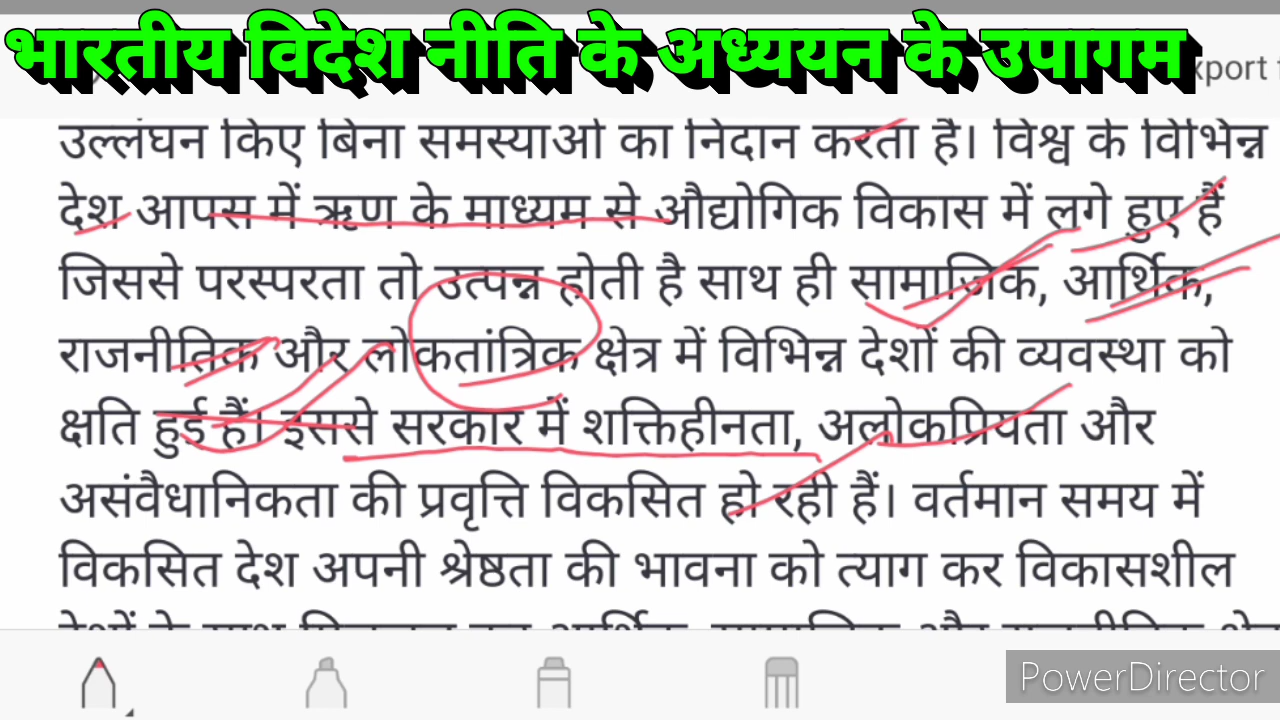 भारतीय विदेश नीति के अध्ययन के उपागम
xport
उल्लंघन किए बिना समस्याओं का निदान करता है। विश्व के विभिन्न
देश आपस में ऋण के माध्यम से औद्योगिक विकास में लगे हुए हैं
जिससे परस्परता तो उत्पन्न होती है साथ ही सामाजिक, आर्थिक,
राजनीतिक और लोकतांत्रिक क्षेत्र में विभिन्न देशों की व्यवस्था को
क्षति हुई हैं। इससे सरकार में शक्तिहीनता, अलोकप्रियता और
असंवैधानिकता की प्रवृत्ति विकसित हो रही हैं। वर्तमान समय में
विकसित देश अपनी श्रेष्ठता की भावना को त्याग कर विकासशील
PowerDirector